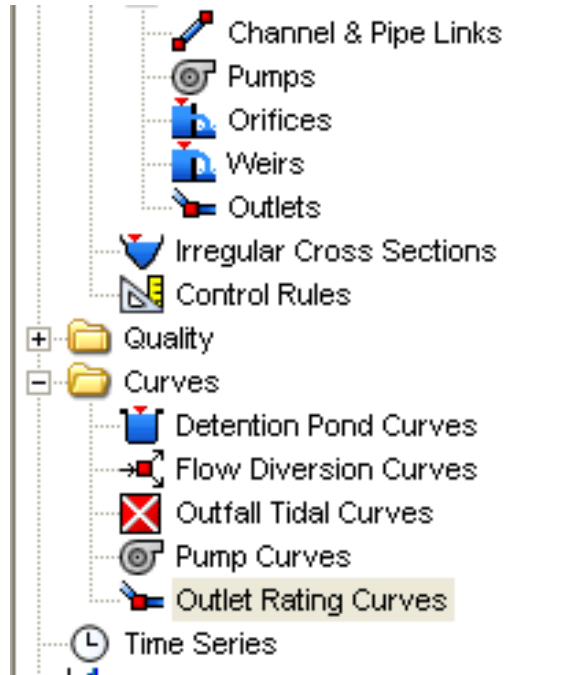 Channel & Pipe Links
Pumps
Orifices
Weirs
Outlets
Irregular Cross Sections
Control Rules
Quality
Curves
Detention Pond Curves
Flow Diversion Curves
Outfall Tidal Curves
Pump Curves
Outlet Rating Curves
Time Series